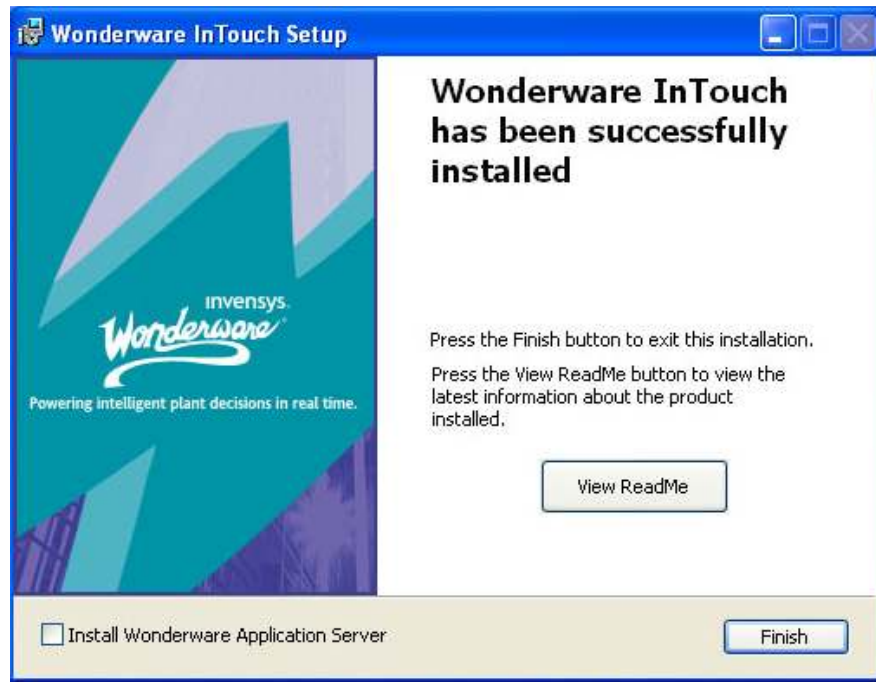 Wonderware InTouch Setup
Wonderware InTouch
has been successfully
installed
invensys.
Wonderware
Powering intelligent plant decisions in real time.
Press the Finish button to exit this installation.
Press the View ReadMe button to view the
latest information about the product
installed.
View ReadMe
Install Wonderware Application Server
Finish